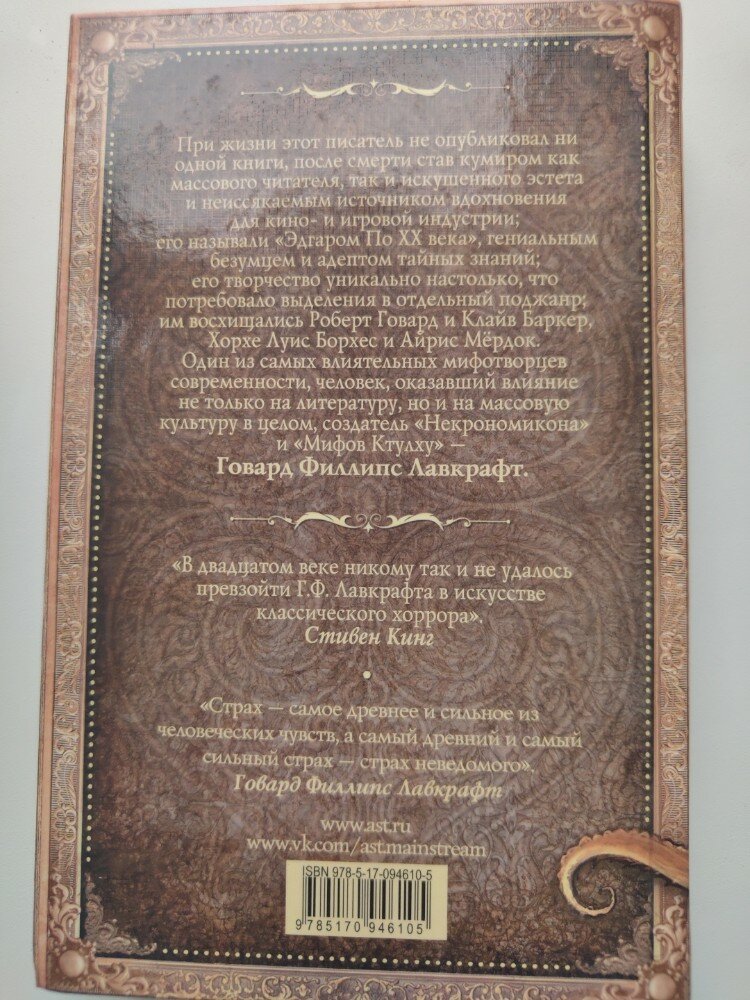 При жизни этот писатель не опубликовал ни
одной книги, после смерти став кумиром как
массового читателя, так и искушенного эстета
и неиссякаемым источником вдохновения
для кино- и игровой индустрии;
его называли «Эдгаром По XX века», гениальным
безумцем и адептом тайных знаний;
его творчество уникально настолько, что
потребовало выделения в отдельный поджанр;
им восхищались Роберт Говард и Клайв Баркер,
Хорхе Луис Борхес и Айрис Мёрдок.
Один из самых влиятельных мифотворцев
современности, человек, оказавший влияние
не только на литературу, но и на массовую
культуру в целом, создатель «Некрономикона»
и «Мифов Ктулху» —
Говард Филлипс Лавкрафт.
«В двадцатом веке никому так и не удалось
превзойти Г.Ф. Лавкрафта в искусстве
классического хоррора».
Стивен Кинг
«Страх — самое древнее и сильное из
человеческих чувств, а самый древний и самый
сильный страх — страх неведомого».
Говард Филлипс Лавкрафт
www.ast.ru
www.vk.com/ast.mainstream
ISBN 978-5-17-094610-5
9 785170 946105